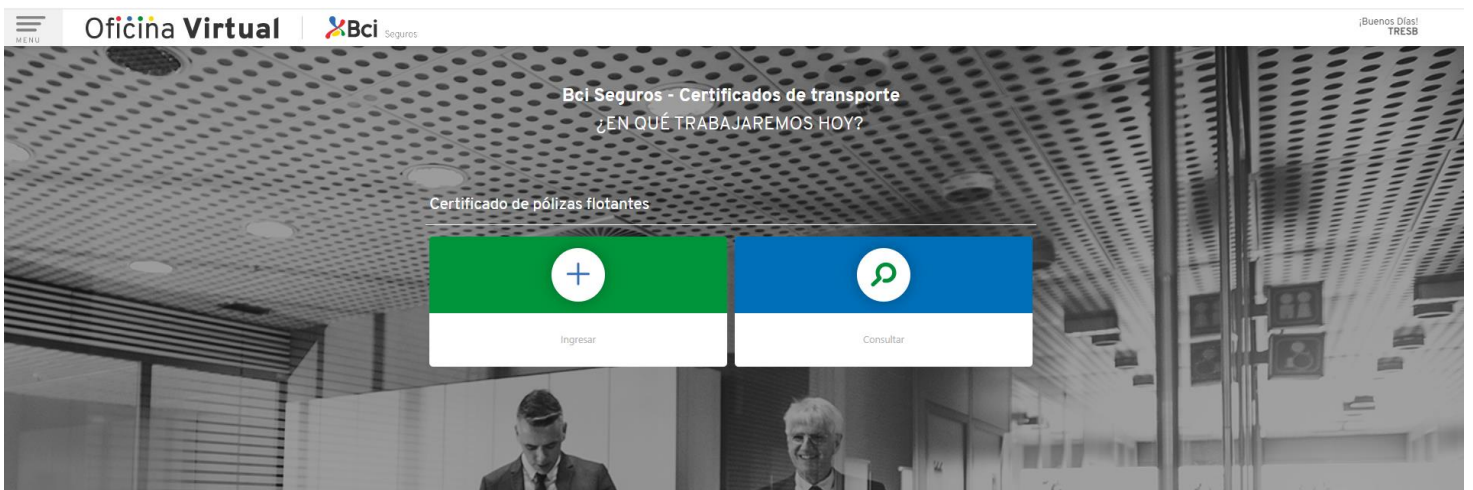 MENU
Oficina Virtual
Bci Seguros
¡Buenos Días!
TRESB
Bci Seguros - Certificados de transporte
¿EN QUÉ TRABAJAREMOS HOY?
Certificado de pólizas flotantes
Ingresar
Consultar